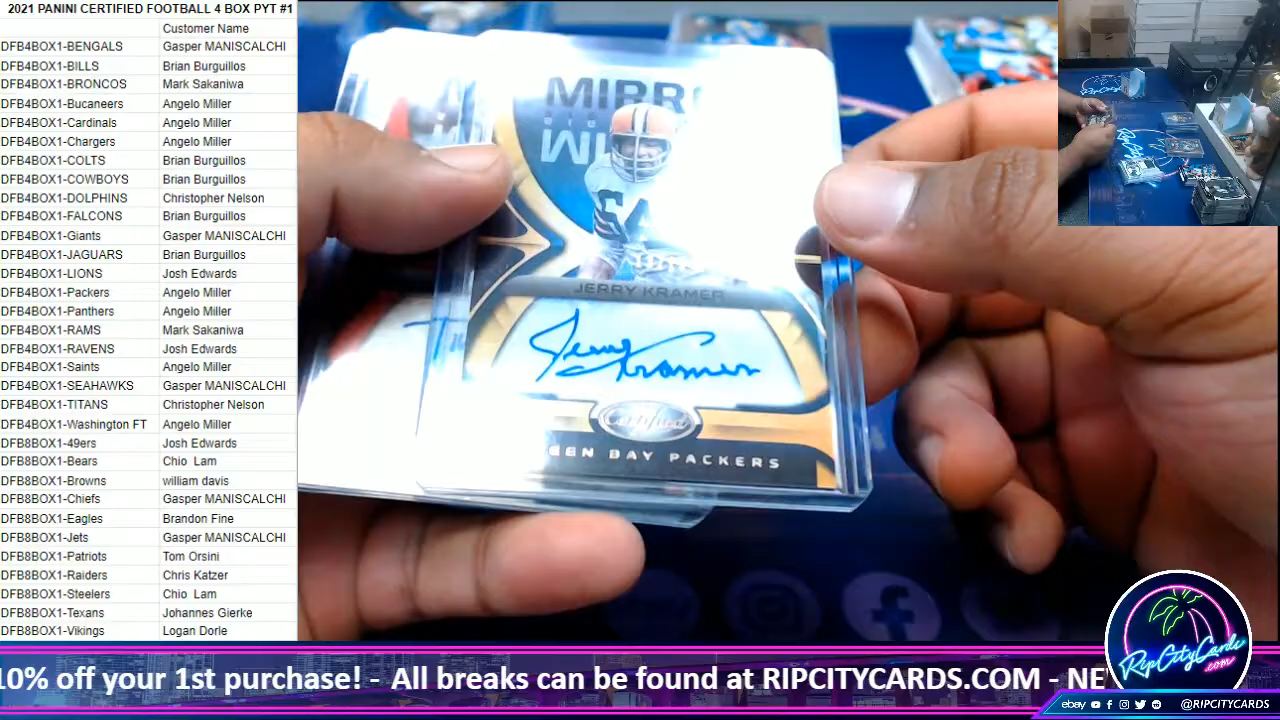 2021 PANINI CERTIFIED FOOTBALL 4 BOX PYT #1
Customer Name
DFB4BOX1-BENGALS Gasper MANISCALCHI
DFB4BOX1-BILLS Brian Burguillos
DFB4BOX1-BRONCOS Mark Sakaniwa
DFB4BOX1-Bucaneers Angelo Miller
DFB4BOX1-Cardinals Angelo Miller
DFB4BOX1-Chargers Angelo Miller
DFB4BOX1-COLTS Brian Burguillos
DFB4BOX1-COWBOYS Brian Burguillos
DFB4BOX1-DOLPHINS Christopher Nelson
DFB4BOX1-FALCONS Brian Burguillos
DFB4BOX1-Giants Gasper MANISCALCHI
DFB4BOX1-JAGUARS Brian Burguillos
DFB4BOX1-LIONS Josh Edwards
DFB4BOX1-Packers Angelo Miller
DFB4BOX1-Panthers Angelo Miller
DFB4BOX1-RAMS Mark Sakaniwa
DFB4BOX1-RAVENS Josh Edwards
DFB4BOX1-Saints Angelo Miller
DFB4BOX1-SEAHAWKS Gasper MANISCALCHI
DFB4BOX1-TITANS Christopher Nelson
DFB4BOX1-Washington FT Angelo Miller
DFB8BOX1-49ers Josh Edwards
DFB8BOX1-Bears Chio Lam
DFB8BOX1-Browns william davis
DFB8BOX1-Chiefs Gasper MANISCALCHI
DFB8BOX1-Eagles Brandon Fine
DFB8BOX1-Jets Gasper MANISCALCHI
DFB8BOX1-Patriots Tom Orsini
DFB8BOX1-Raiders Chris Katzer
DFB8BOX1-Steelers Chio Lam
DFB8BOX1-Texans Johannes Gierke
DFB8BOX1-Vikings Logan Dorle
MIRR
64
JERRY KRAMER
Jerry Kramer
Certified
EEN BAY PACKERS
RipCityCards
.com
10% off your 1st purchase! - All breaks can be found at RIPCITYCARDS.COM - NE
ebay @RIPCITYCARDS